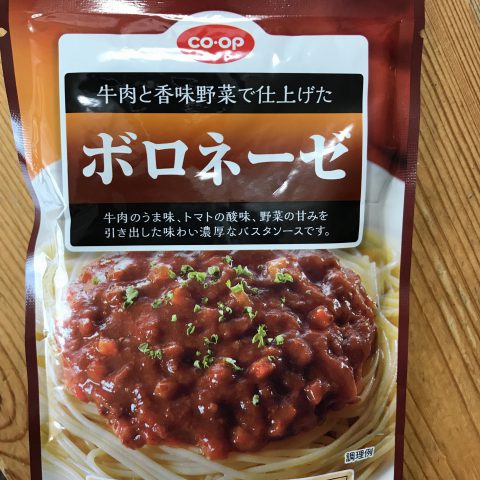 CO·OP
牛肉と香味野菜で仕上げた
ボロネーゼ
牛肉のうま味、トマトの酸味、野菜の甘みを
引き出した味わい濃厚なパスタソースです。
調理例